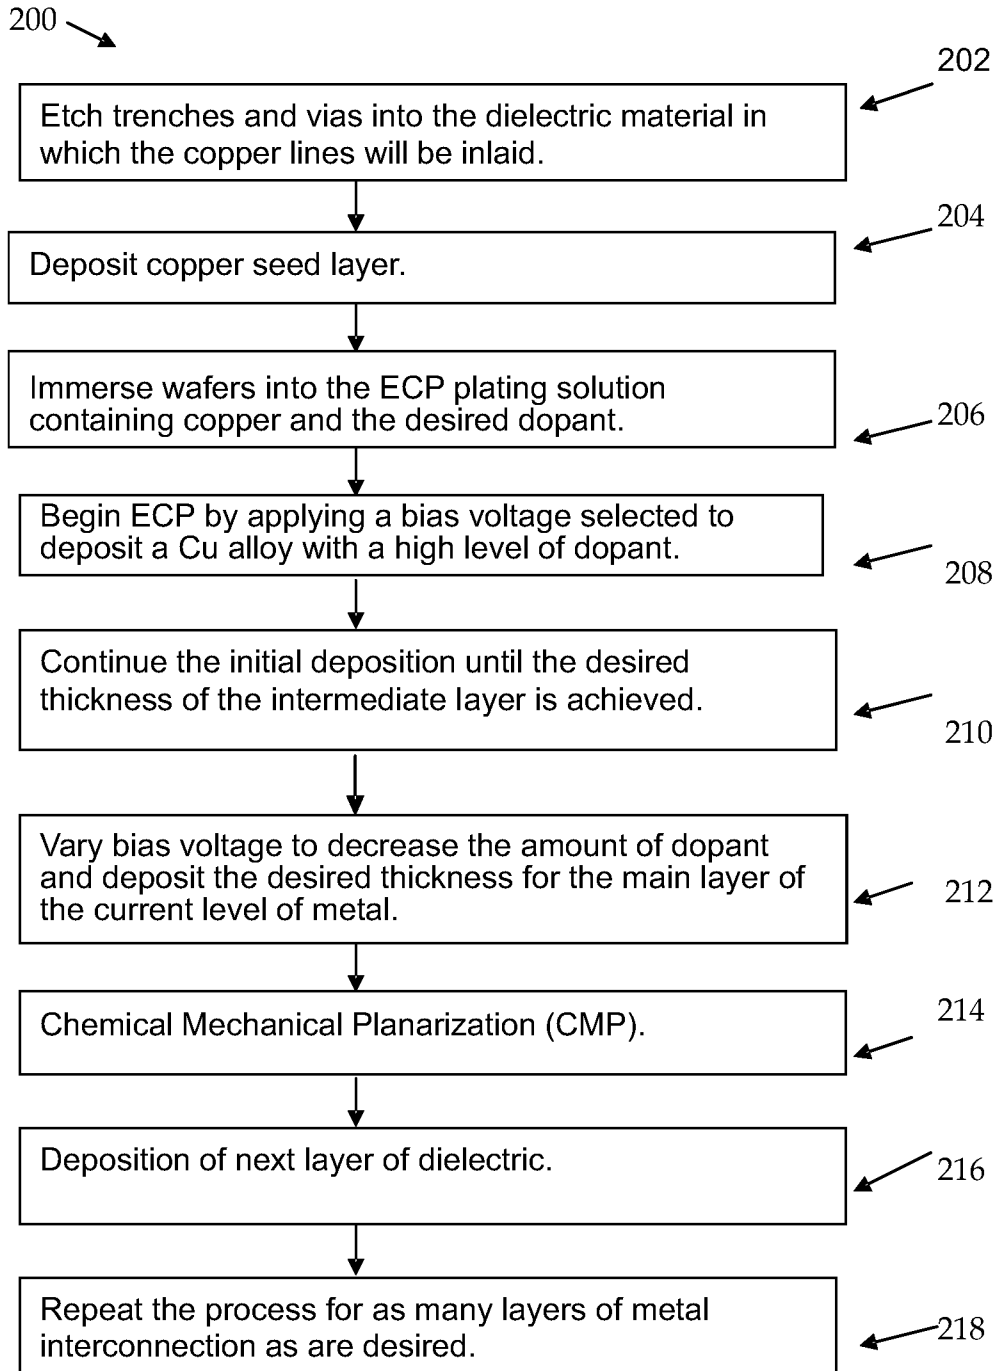 200
202
Etch trenches and vias into the dielectric material in
which the copper lines will be inlaid.
204
Deposit copper seed layer.
Immerse wafers into the ECP plating solution
containing copper and the desired dopant.
206
Begin ECP by applying a bias voltage selected to
deposit a Cu alloy with a high level of dopant.
208
Continue the initial deposition until the desired
thickness of the intermediate layer is achieved.
210
Vary bias voltage to decrease the amount of dopant
and deposit the desired thickness for the main layer of
the current level of metal.
212
214
Chemical Mechanical Planarization (CMP).
Deposition of next layer of dielectric.
216
Repeat the process for as many layers of metal
interconnection as are desired.
218